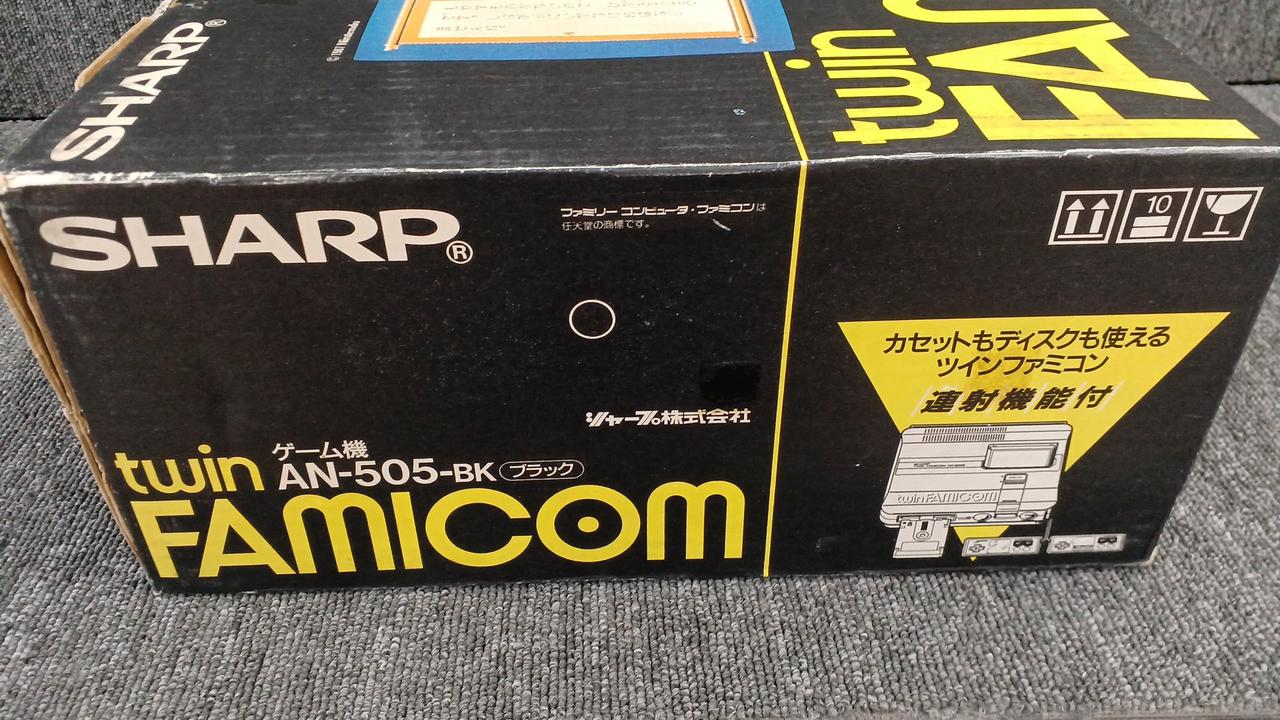 SHARP®
twin
FA
SHARP®
ファミリー コンピュータ・ファミコンは
任天堂の商標です。
10
カセットもディスクも使える
ツインファミコン
連射機能付
シャープ株式会社
twin FAMICOM
twin
ゲーム機
AN-505-BK ブラック
FAMICOM